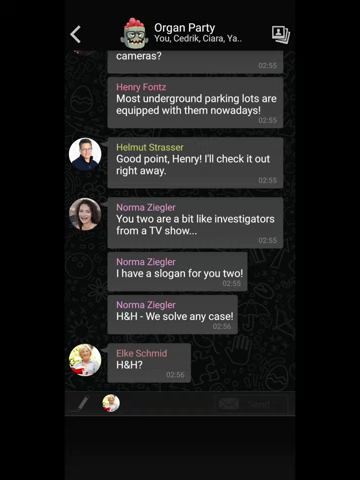 Organ Party
You, Cedrik, Ciara, Ya..
cameras?
02:55
Henry Fontz
Most underground parking lots are
equipped with them nowadays!
02:55
Helmut Strasser
Good point, Henry! I'll check it out
right away.
02:55
Norma Ziegler
You two are a bit like investigators
from a TV show...
02:55
Norma Ziegler
I have a slogan for you two!
02:55
Norma Ziegler
H&H - We solve any case!
02:56
Elke Schmid
H&H?
02:56
Send